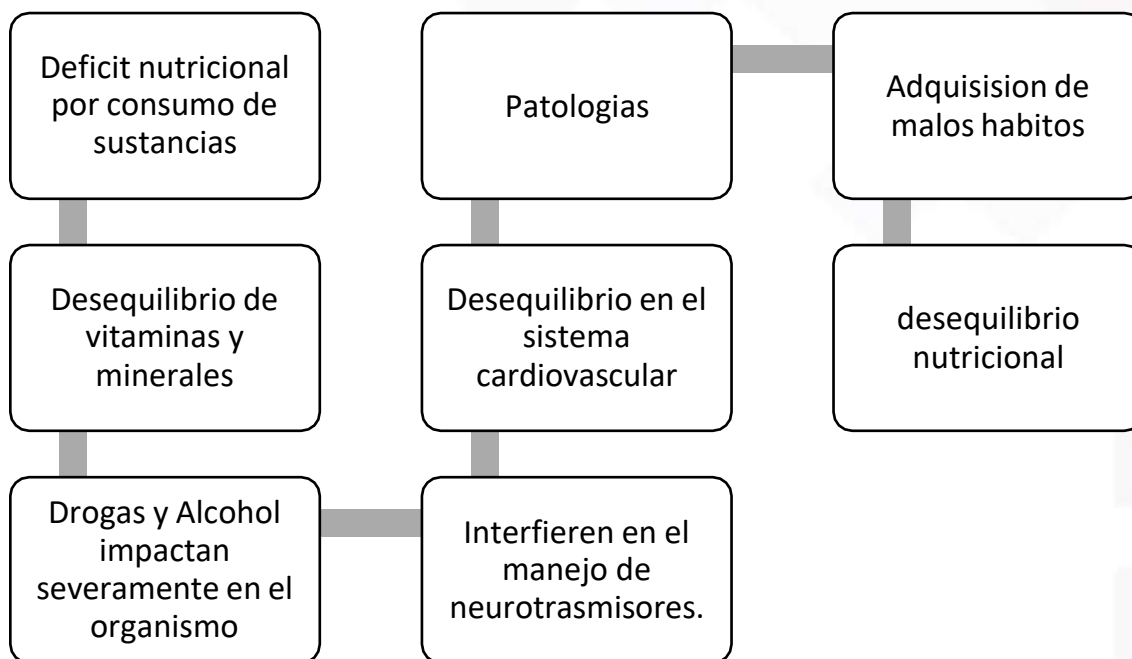 Deficit nutricional
por consumo de
sustancias
Desequilibrio de
vitaminas y
minerales
Drogas y Alcohol
impactan
severamente en el
organismo
Interfieren en el
manejo de
neurotrasmisores.
Desequilibrio en el
sistema
cardiovascular
Patologias
Adquisision de
malos habitos
desequilibrio
nutricional